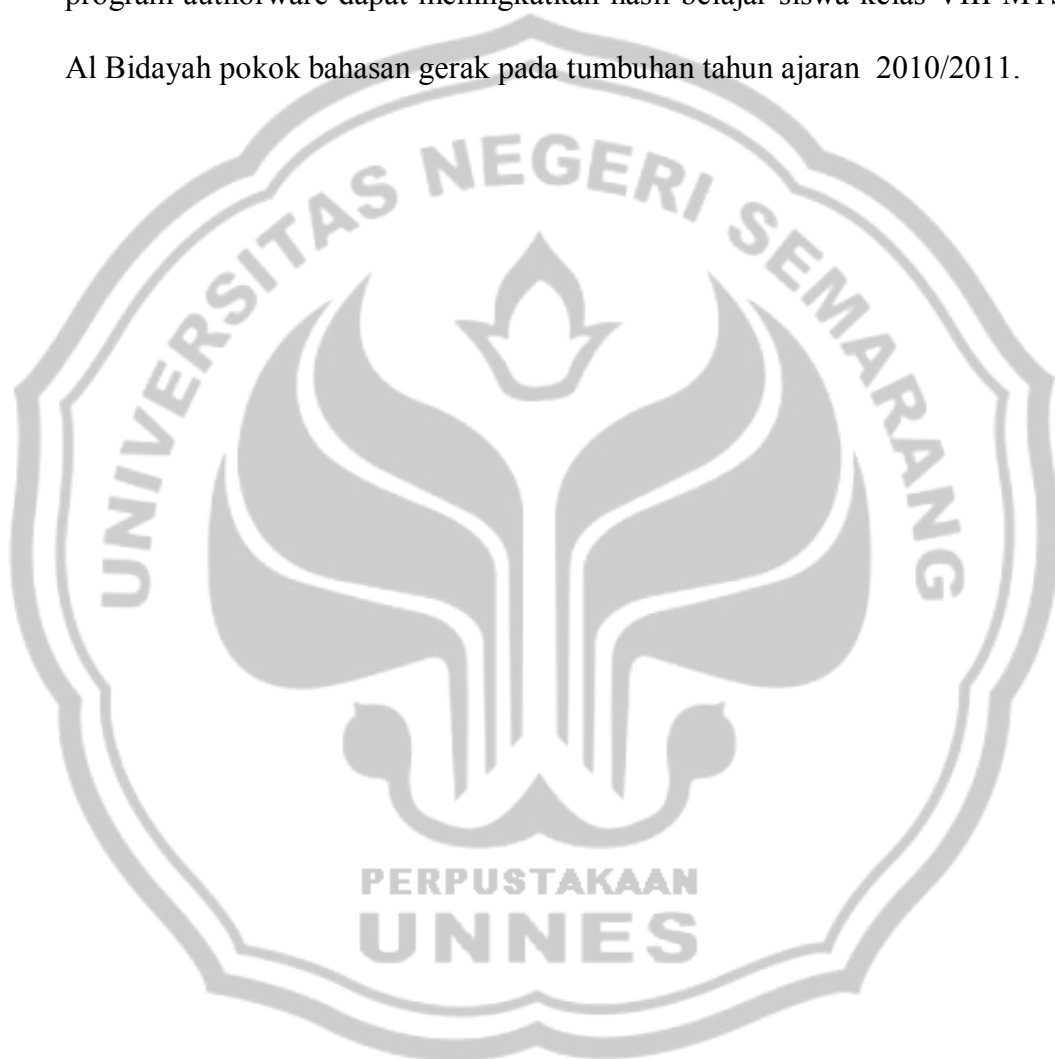 program authorware dapat meningkatkan hasil belajar siswa kelas VIII MTs
Al Bidayah pokok bahasan gerak pada tumbuhan tahun ajaran 2010/2011.
UNIVERSITAS NEGERI SEMARANG
PERPUSTAKAAN
UNNES